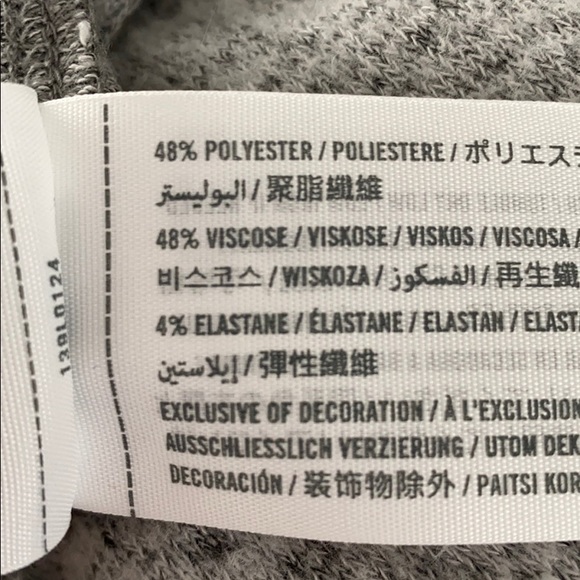 48% POLYESTER / POLIESTERE / ポリエステ
البوليستر / 聚脂纖維
48% VISCOSE / VISKOSE / VISKOS / VISCOSA /
비스코스 / WISKOZA / الفسكوز / 再生纖
4% ELASTANE / ÉLASTANE / ELASTAN / ELAST
إيلاستين / 彈性纖維
EXCLUSIVE OF DECORATION / À L'EXCLUSION
AUSSCHLIESSLICH VERZIERUNG / UTOM DEK
DECORACIÓN / 装饰物除外 / PAITSI KOR
139L0124